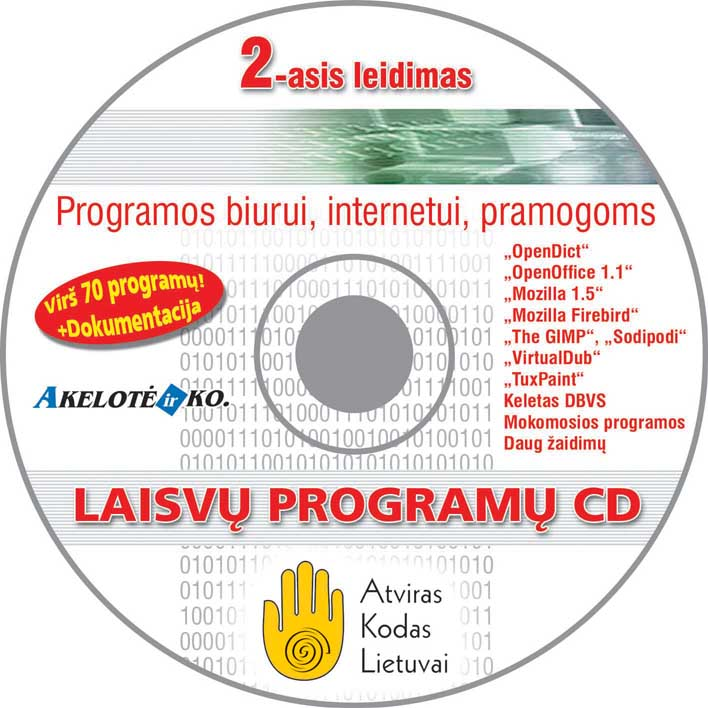 2-asis leidimas
Programos biurui, internetui, pramogoms
Virš 70 programų!
+Dokumentacija
AKELOTĖ ir KO.
„OpenDict“
„OpenOffice 1.1“
„Mozilla 1.5“
„Mozilla Firebird“
„The GIMP“, „Sodipodi“
„VirtualDub“
„TuxPaint“
Keletas DBVS
Mokomosios programos
Daug žaidimų
LAISVŲ PROGRAMŲ CD
Atviras
Kodas
Lietuvai